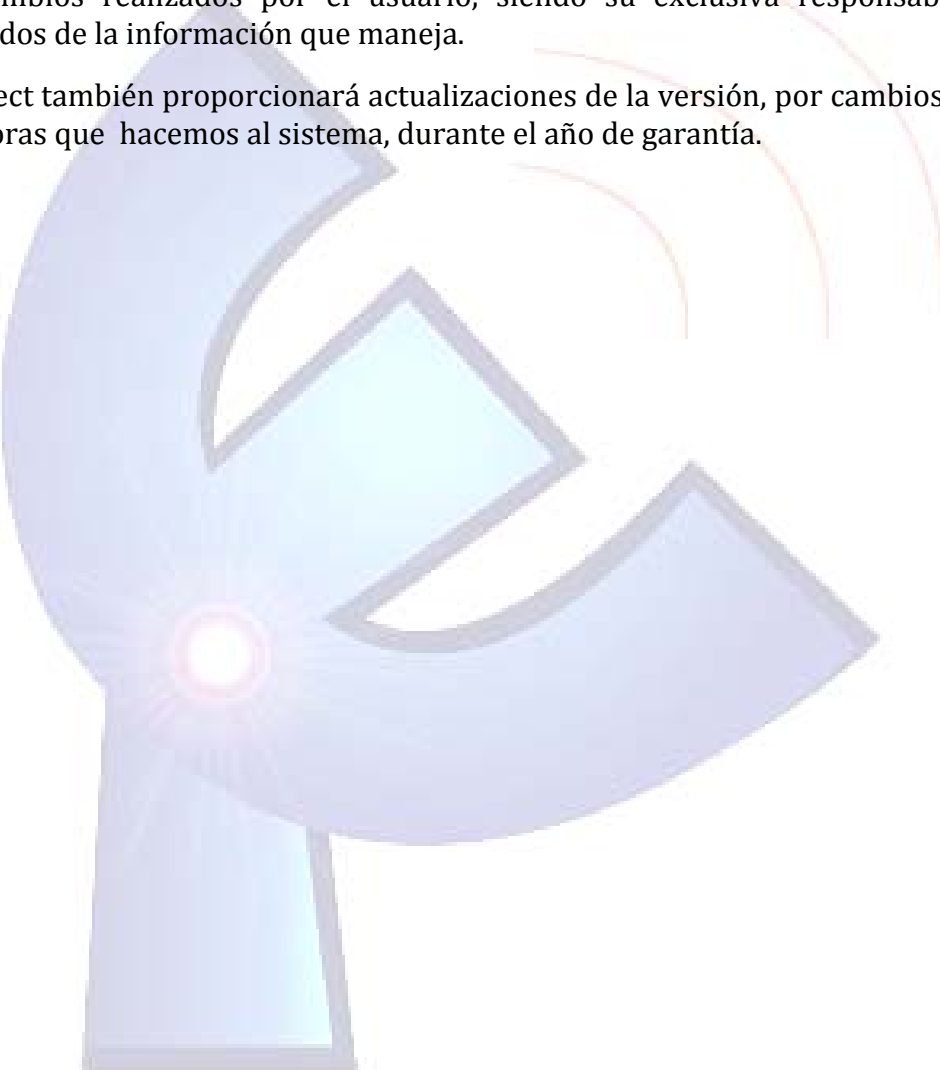 mbios realizados por el usuario, siendo su exclusiva responsab
dos de la información que maneja.
ect también proporcionará actualizaciones de la versión, por cambios
oras que hacemos al sistema, durante el año de garantía.